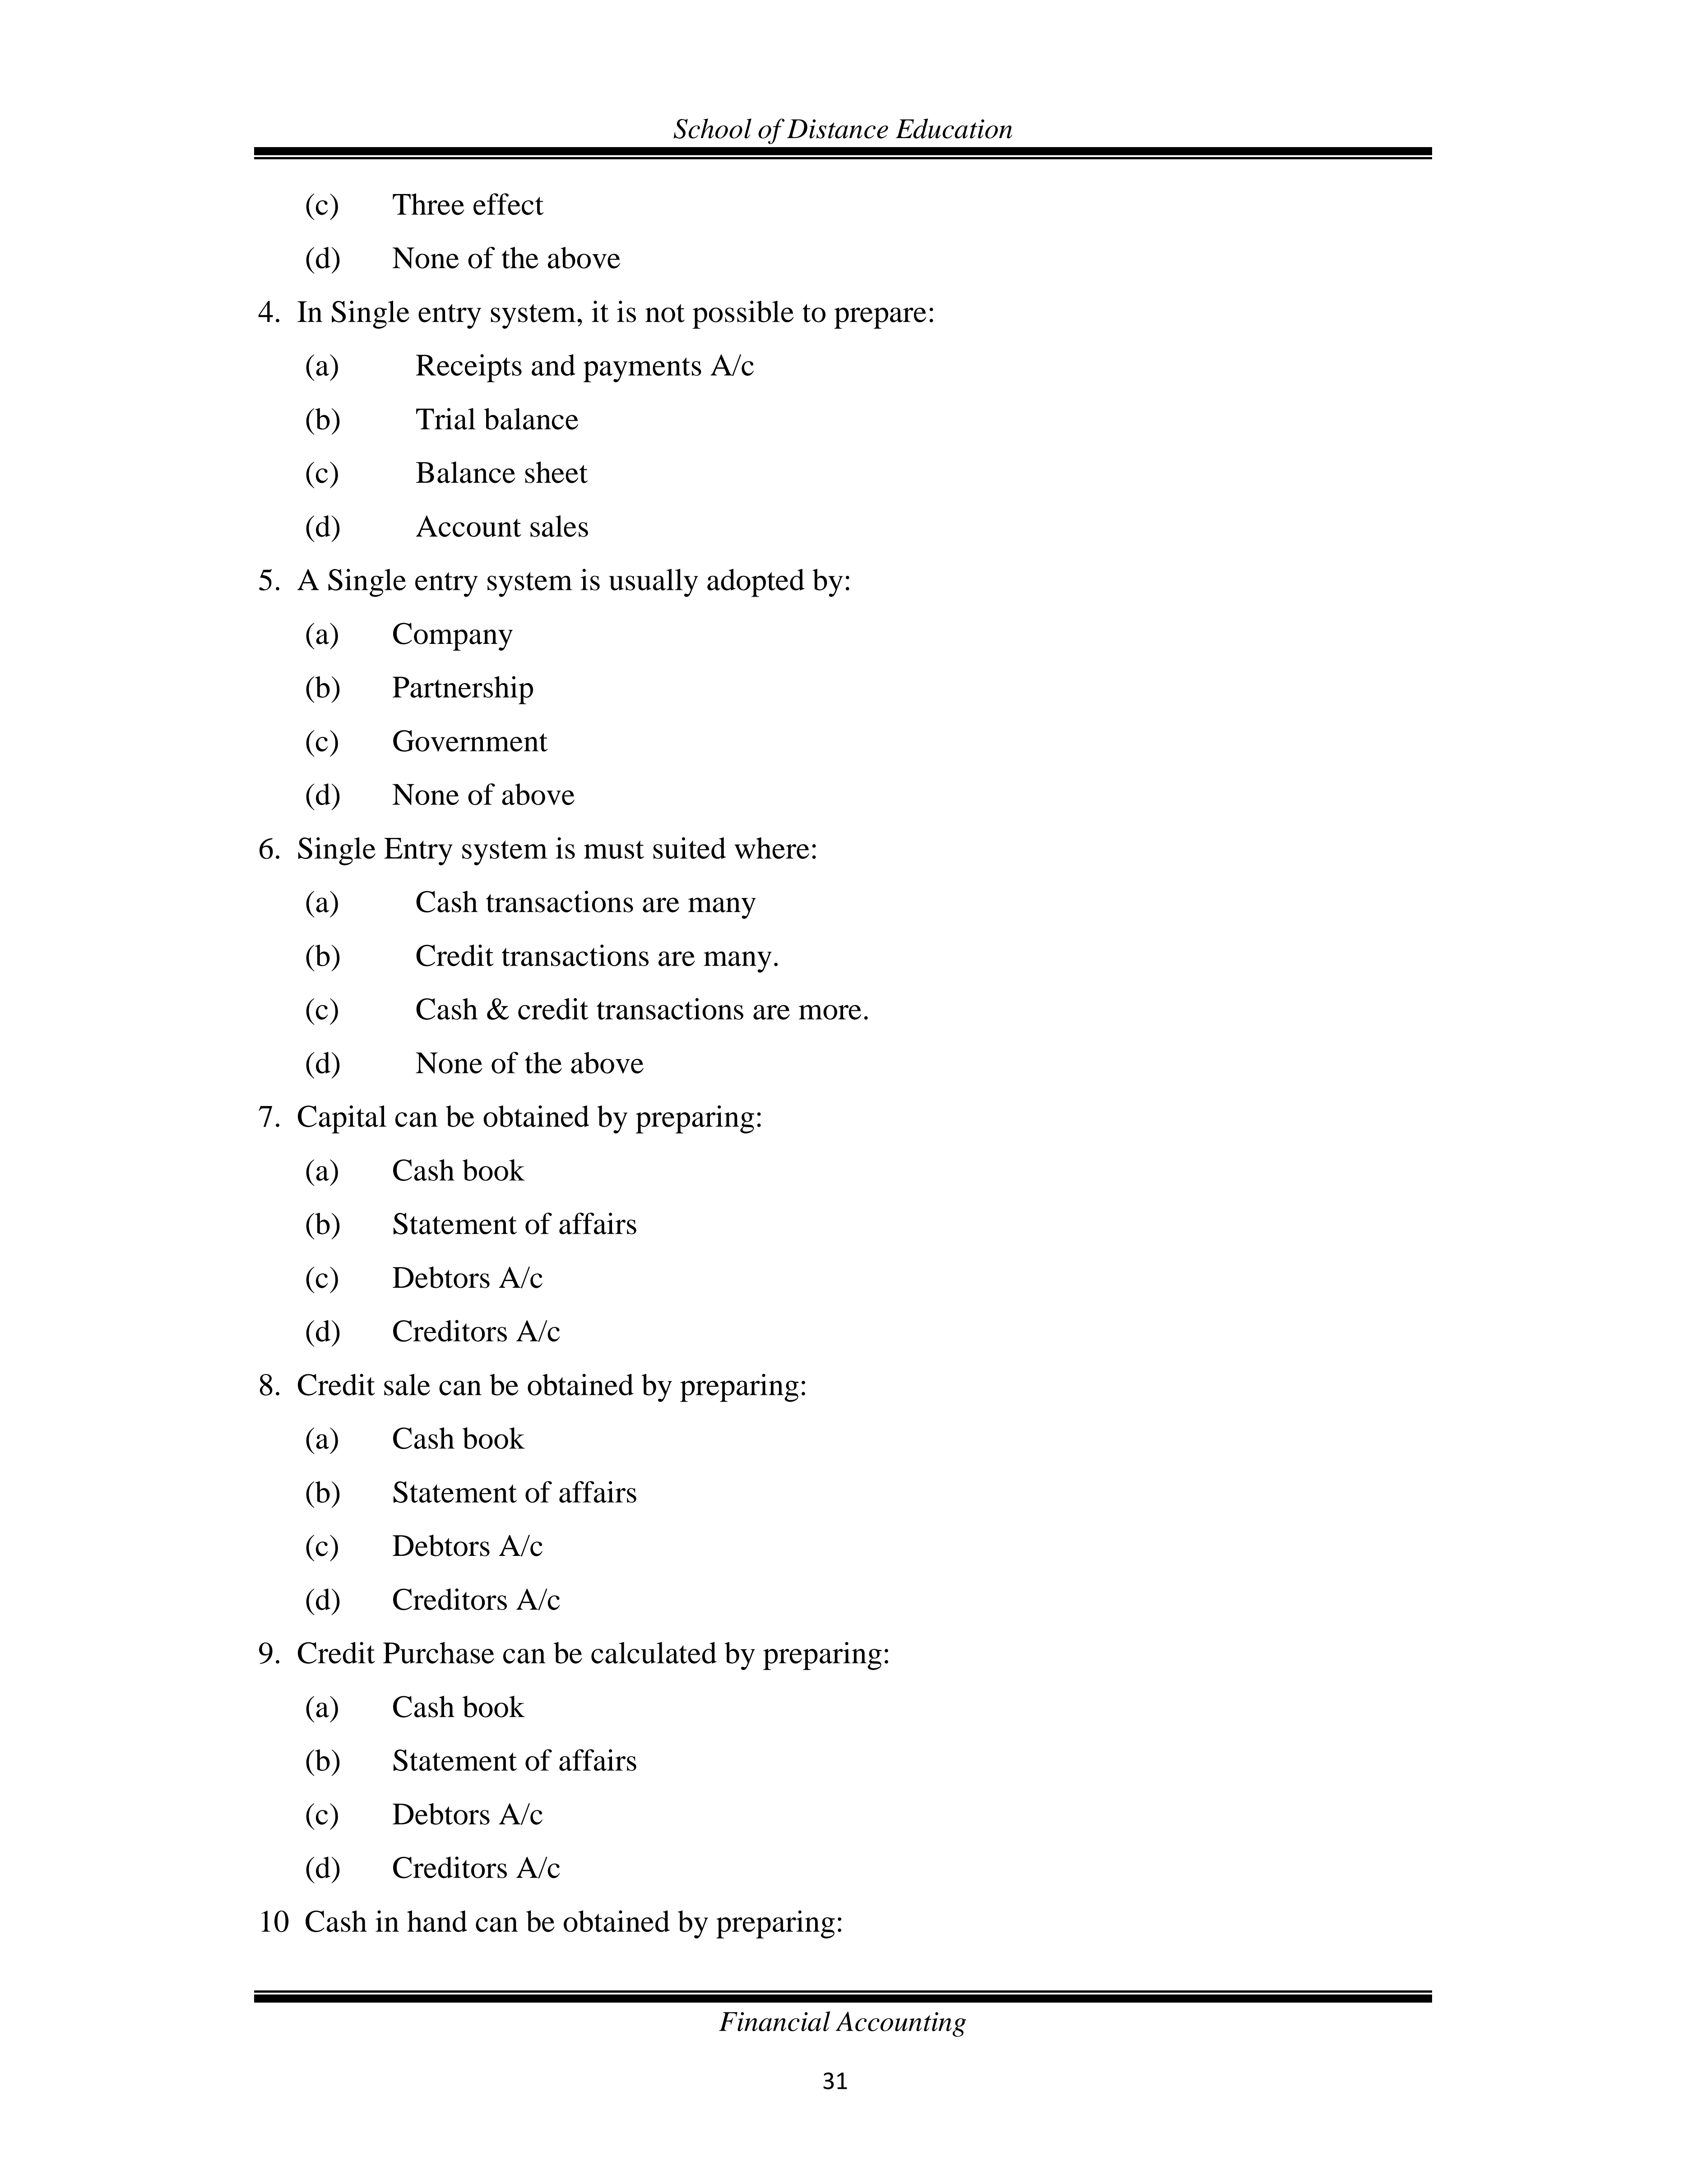 School of Distance Education
(c) Three effect
(d) None of the above
4. In Single entry system, it is not possible to prepare:
(a) Receipts and payments A/c
(b) Trial balance
(c) Balance sheet
(d) Account sales
5. A Single entry system is usually adopted by:
(a) Company
(b) Partnership
(c) Government
(d) None of above
6. Single Entry system is must suited where:
(a) Cash transactions are many
(b) Credit transactions are many.
(c) Cash & credit transactions are more.
(d) None of the above
7. Capital can be obtained by preparing:
(a) Cash book
(b) Statement of affairs
(c) Debtors A/c
(d) Creditors A/c
8. Credit sale can be obtained by preparing:
(a) Cash book
(b) Statement of affairs
(c) Debtors A/c
(d) Creditors A/c
9. Credit Purchase can be calculated by preparing:
(a) Cash book
(b) Statement of affairs
(c) Debtors A/c
(d) Creditors A/c
10 Cash in hand can be obtained by preparing:
Financial Accounting
31